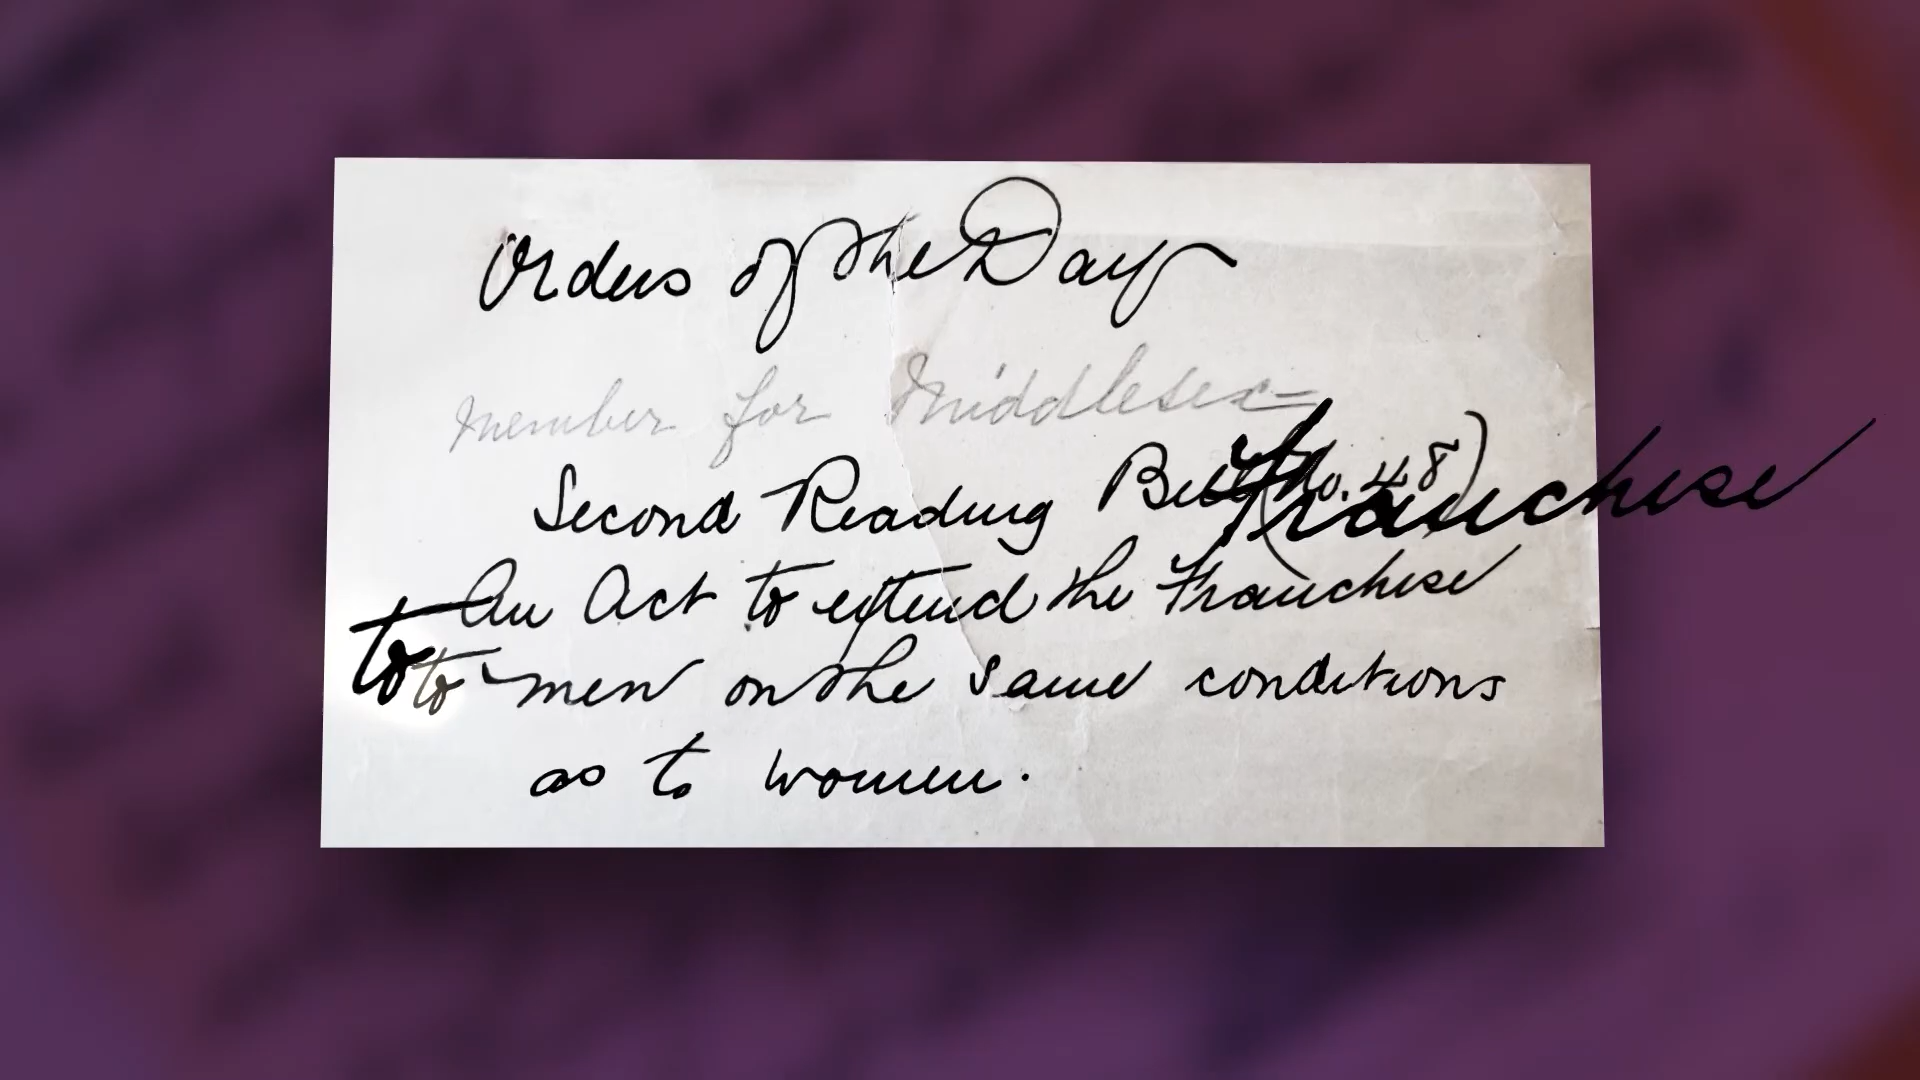 Orders of the Day
Member for Middlesex
Second Reading Bill (No. 48)
Franchise
An Act to extend the Franchise
to to men on the same conditions
as to women.